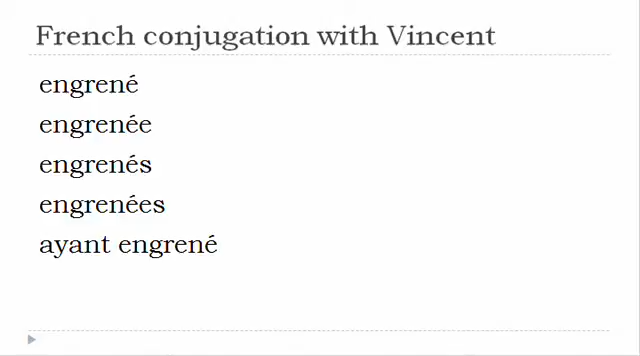 French conjugation with Vincent
engrené
engrenée
engrenés
engrenées
ayant engrené